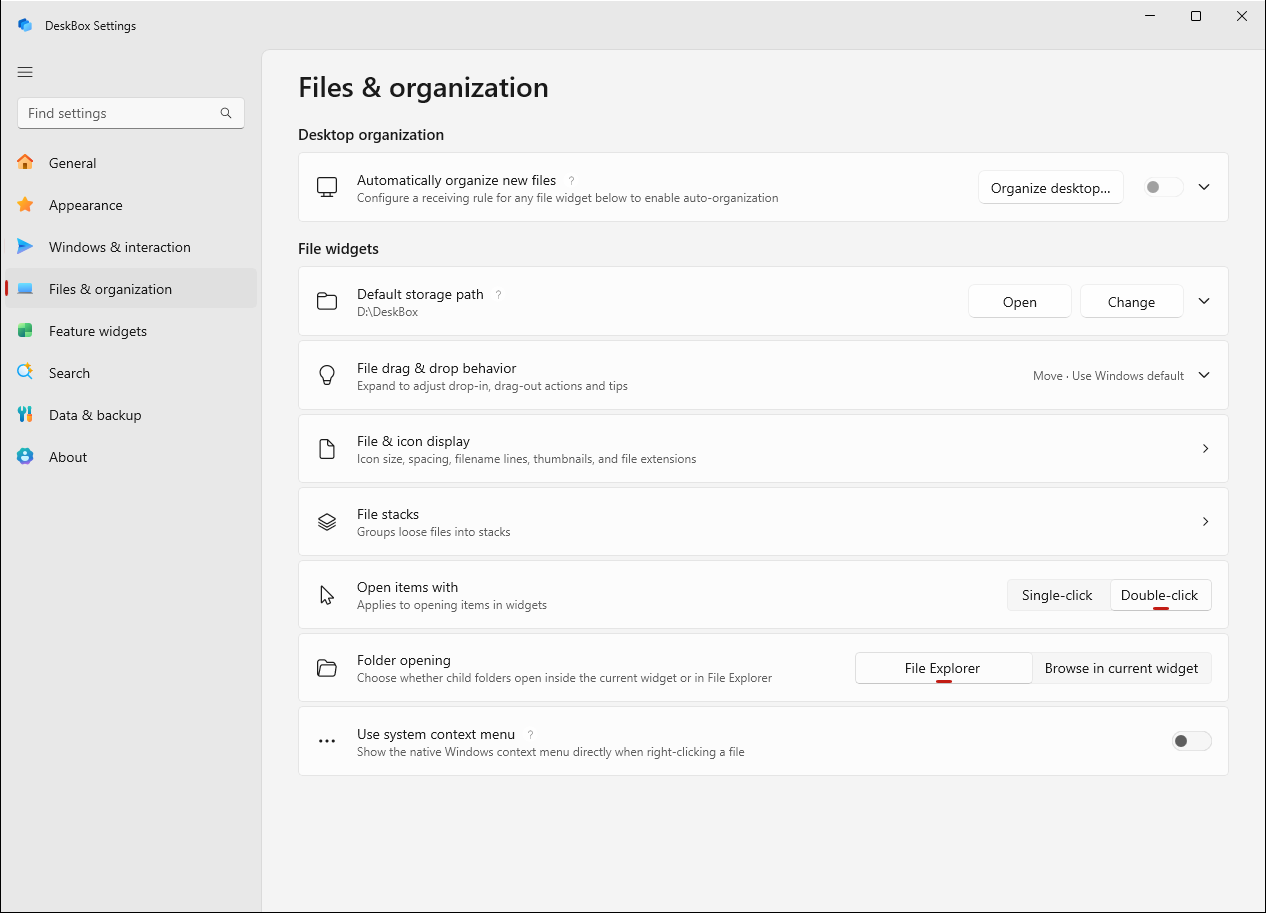 DeskBox Settings
Find settings
General
Appearance
Windows & interaction
Files & organization
Feature widgets
Search
Data & backup
About
Files & organization
Desktop organization
Automatically organize new files ?
Configure a receiving rule for any file widget below to enable auto-organization
Organize desktop...
File widgets
Default storage path ?
D:\DeskBox
Open
Change
File drag & drop behavior
Expand to adjust drop-in, drag-out actions and tips
Move · Use Windows default
File & icon display
Icon size, spacing, filename lines, thumbnails, and file extensions
File stacks
Groups loose files into stacks
Open items with
Applies to opening items in widgets
Single-click
Double-click
Folder opening
Choose whether child folders open inside the current widget or in File Explorer
File Explorer
Browse in current widget
Use system context menu ?
Show the native Windows context menu directly when right-clicking a file